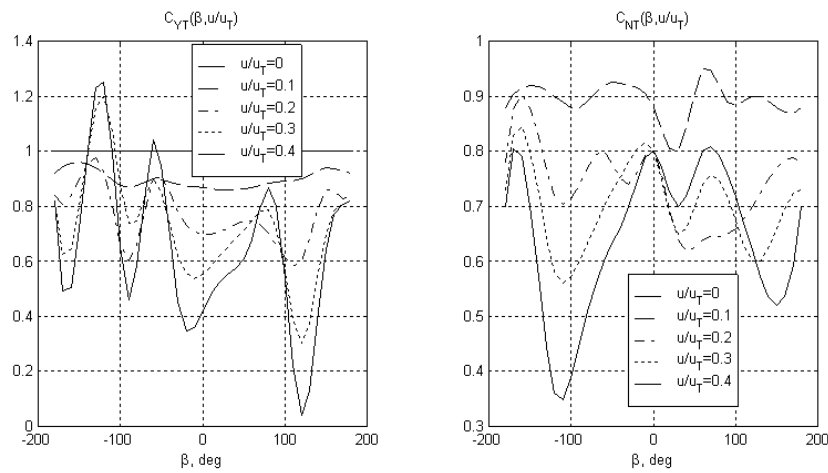 C_YT(β,u/u_T)
1.4
1.2
1
0.8
0.6
0.4
0.2
0
-200 -100 0 100 200
β, deg
u/u_T=0
u/u_T=0.1
u/u_T=0.2
u/u_T=0.3
u/u_T=0.4
C_NT(β,u/u_T)
1
0.9
0.8
0.7
0.6
0.5
0.4
0.3
-200 -100 0 100 200
β, deg
u/u_T=0
u/u_T=0.1
u/u_T=0.2
u/u_T=0.3
u/u_T=0.4